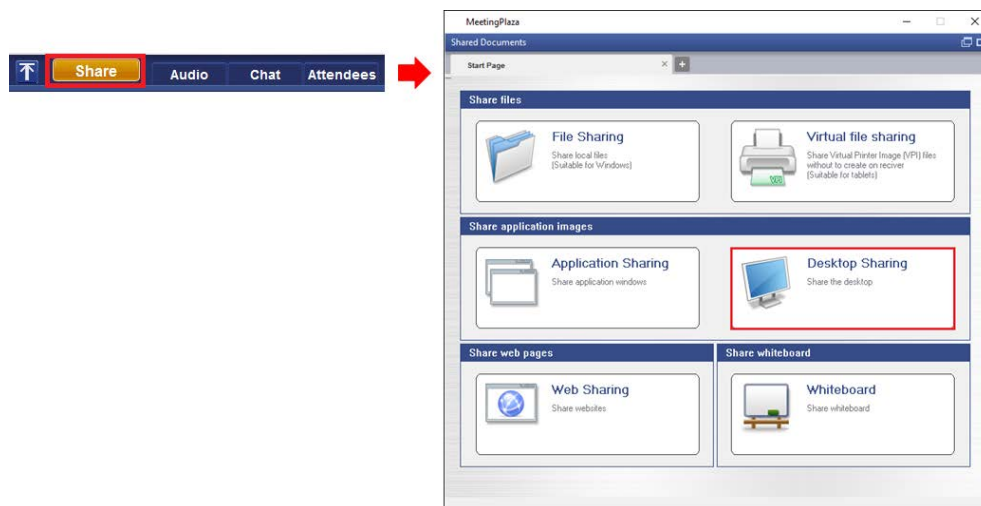 Share Audio Chat Attendees
MeetingPlaza
Shared Documents
Start Page
Share files
File Sharing
Share local files
(Suitable for Windows)
Virtual file sharing
Share Virtual Printer Image (VPI) files
without to create on reciver
(Suitable for tablets)
VPI
Share application images
Application Sharing
Share application windows
Desktop Sharing
Share the desktop
Share web pages
Web Sharing
Share websites
Share whiteboard
Whiteboard
Share whiteboard